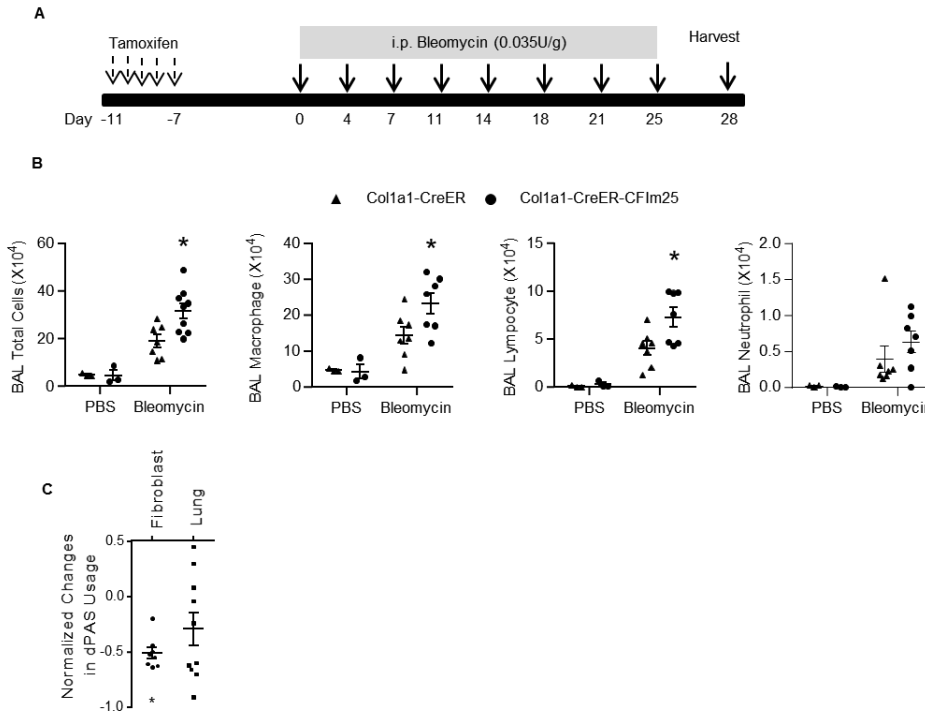 A
Tamoxifen
i.p. Bleomycin (0.035U/g)
Harvest
Day -11 -7 0 4 7 11 14 18 21 25 28
B
▲ Col1a1-CreER ● Col1a1-CreER-CFIm25
BAL Total Cells (X10⁴)
60
40
20
0
*
PBS Bleomycin
BAL Macrophage (X10⁴)
40
30
20
10
0
*
PBS Bleomycin
BAL Lympocyte (X10⁴)
15
10
5
0
*
PBS Bleomycin
BAL Neutrophil (X10⁴)
2.0
1.5
1.0
0.5
0.0
PBS Bleomycin
C
Fibroblast
Lung
Normalized Changes
in dPAS Usage
0.5
0.0
-0.5
-1.0
*